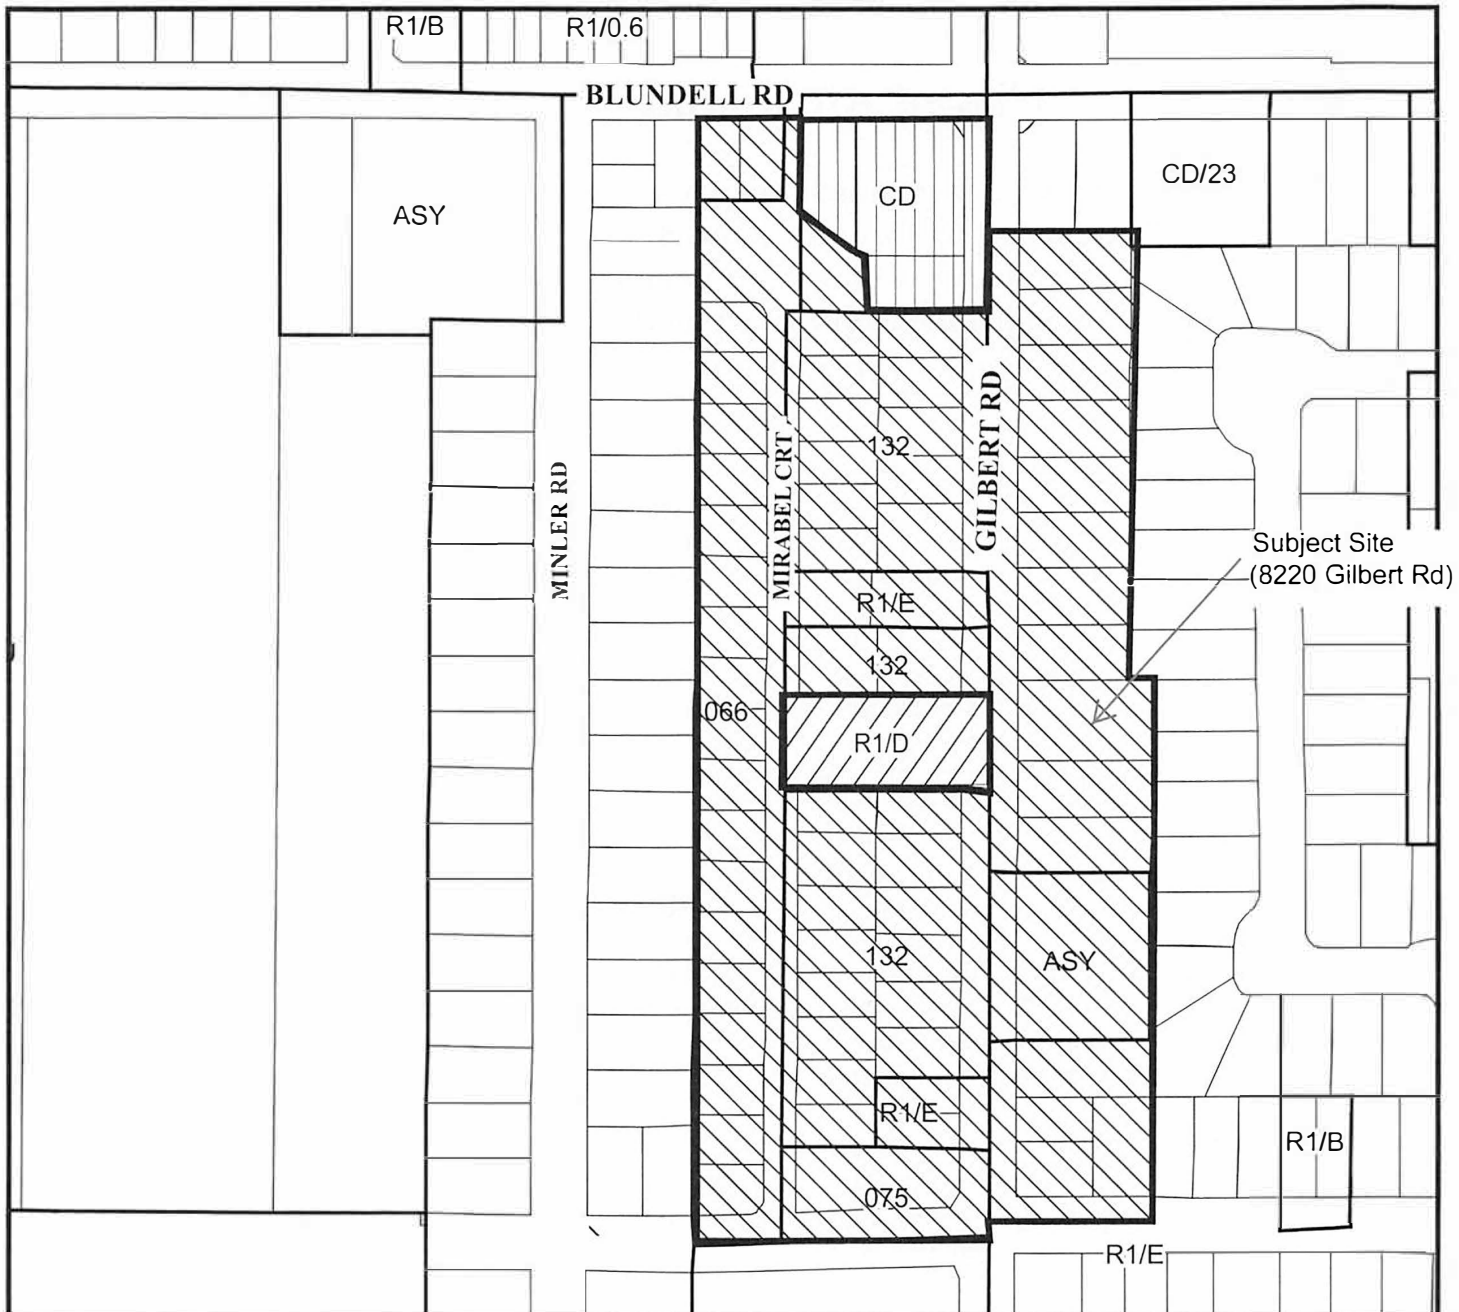 R1/B
R1/0.6
BLUNDELL RD
ASY
CD
CD/23
132
MINLER RD
MIRABEL CRT
GILBERT RD
Subject Site
(8220 Gilbert Rd)
R1/E
132
066
R1/D
132
ASY
R1/E
R1/B
075
R1/E